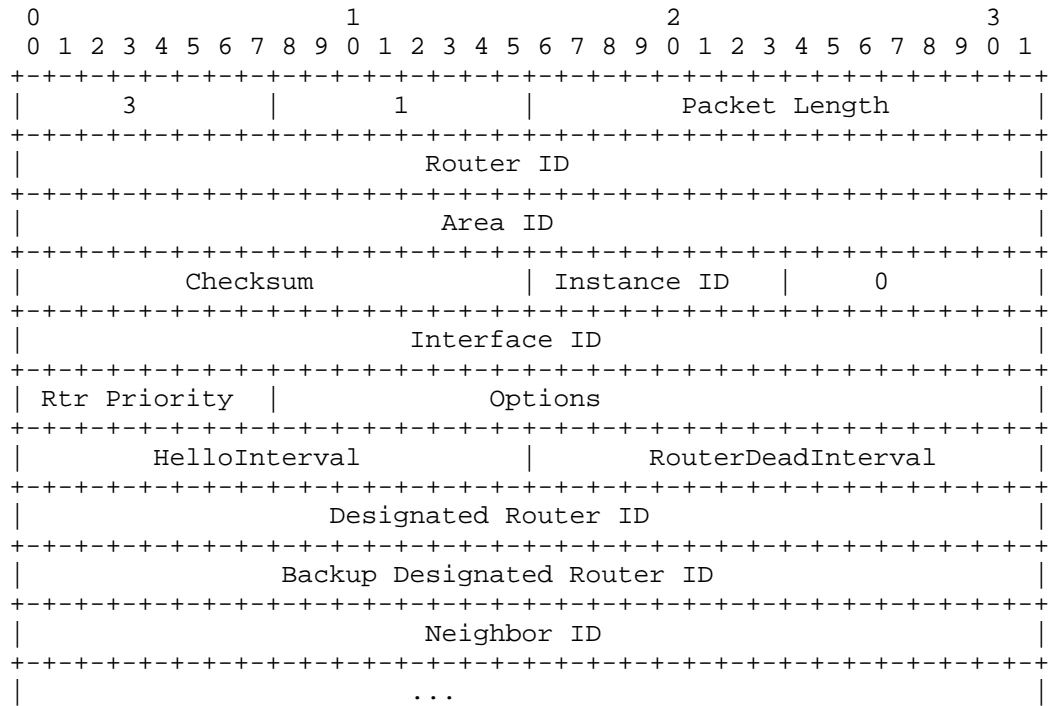 0                   1                   2                   3
 0 1 2 3 4 5 6 7 8 9 0 1 2 3 4 5 6 7 8 9 0 1 2 3 4 5 6 7 8 9 0 1
+-+-+-+-+-+-+-+-+-+-+-+-+-+-+-+-+-+-+-+-+-+-+-+-+-+-+-+-+-+-+-+-+
|      3        |       1       |         Packet Length         |
+-+-+-+-+-+-+-+-+-+-+-+-+-+-+-+-+-+-+-+-+-+-+-+-+-+-+-+-+-+-+-+-+
|                         Router ID                             |
+-+-+-+-+-+-+-+-+-+-+-+-+-+-+-+-+-+-+-+-+-+-+-+-+-+-+-+-+-+-+-+-+
|                          Area ID                              |
+-+-+-+-+-+-+-+-+-+-+-+-+-+-+-+-+-+-+-+-+-+-+-+-+-+-+-+-+-+-+-+-+
|          Checksum             | Instance ID   |     0         |
+-+-+-+-+-+-+-+-+-+-+-+-+-+-+-+-+-+-+-+-+-+-+-+-+-+-+-+-+-+-+-+-+
|                        Interface ID                           |
+-+-+-+-+-+-+-+-+-+-+-+-+-+-+-+-+-+-+-+-+-+-+-+-+-+-+-+-+-+-+-+-+
| Rtr Priority  |             Options                           |
+-+-+-+-+-+-+-+-+-+-+-+-+-+-+-+-+-+-+-+-+-+-+-+-+-+-+-+-+-+-+-+-+
|        HelloInterval          |       RouterDeadInterval      |
+-+-+-+-+-+-+-+-+-+-+-+-+-+-+-+-+-+-+-+-+-+-+-+-+-+-+-+-+-+-+-+-+
|                   Designated Router ID                        |
+-+-+-+-+-+-+-+-+-+-+-+-+-+-+-+-+-+-+-+-+-+-+-+-+-+-+-+-+-+-+-+-+
|                Backup Designated Router ID                    |
+-+-+-+-+-+-+-+-+-+-+-+-+-+-+-+-+-+-+-+-+-+-+-+-+-+-+-+-+-+-+-+-+
|                         Neighbor ID                           |
+-+-+-+-+-+-+-+-+-+-+-+-+-+-+-+-+-+-+-+-+-+-+-+-+-+-+-+-+-+-+-+-+
|                        ...                                    |